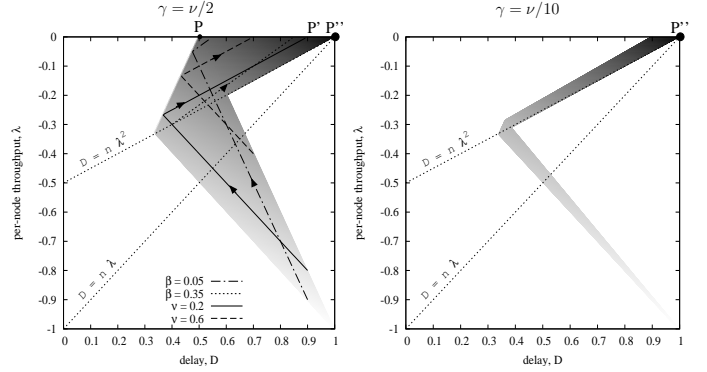 γ = ν/2
P
P'
P''
0
-0.1
-0.2
-0.3
-0.4
-0.5
-0.6
-0.7
-0.8
-0.9
-1
per-node throughput, λ
D = n λ²
D = n λ
β = 0.05
β = 0.35
ν = 0.2
ν = 0.6
0 0.1 0.2 0.3 0.4 0.5 0.6 0.7 0.8 0.9 1
delay, D
γ = ν/10
P''
0
-0.1
-0.2
-0.3
-0.4
-0.5
-0.6
-0.7
-0.8
-0.9
-1
per-node throughput, λ
D = n λ²
D = n λ
0 0.1 0.2 0.3 0.4 0.5 0.6 0.7 0.8 0.9 1
delay, D